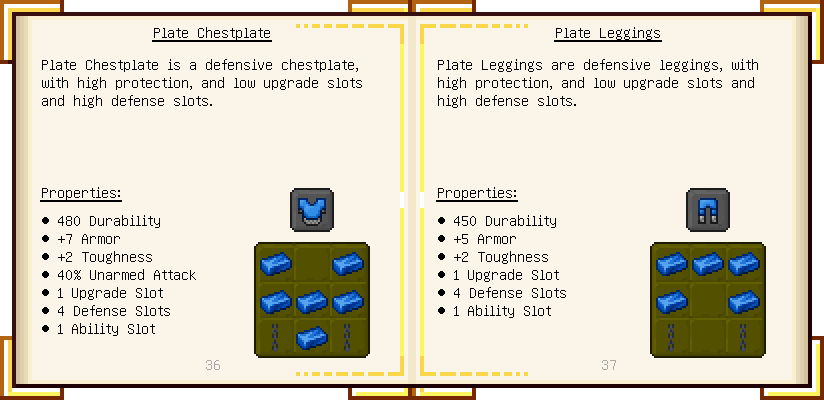 Plate Chestplate
Plate Chestplate is a defensive chestplate,
with high protection, and low upgrade slots
and high defense slots.
Properties:
480 Durability
+7 Armor
+2 Toughness
40% Unarmed Attack
1 Upgrade Slot
4 Defense Slots
1 Ability Slot
36
Plate Leggings
Plate Leggings are defensive leggings, with
high protection, and low upgrade slots and
high defense slots.
Properties:
450 Durability
+5 Armor
+2 Toughness
1 Upgrade Slot
4 Defense Slots
1 Ability Slot
37